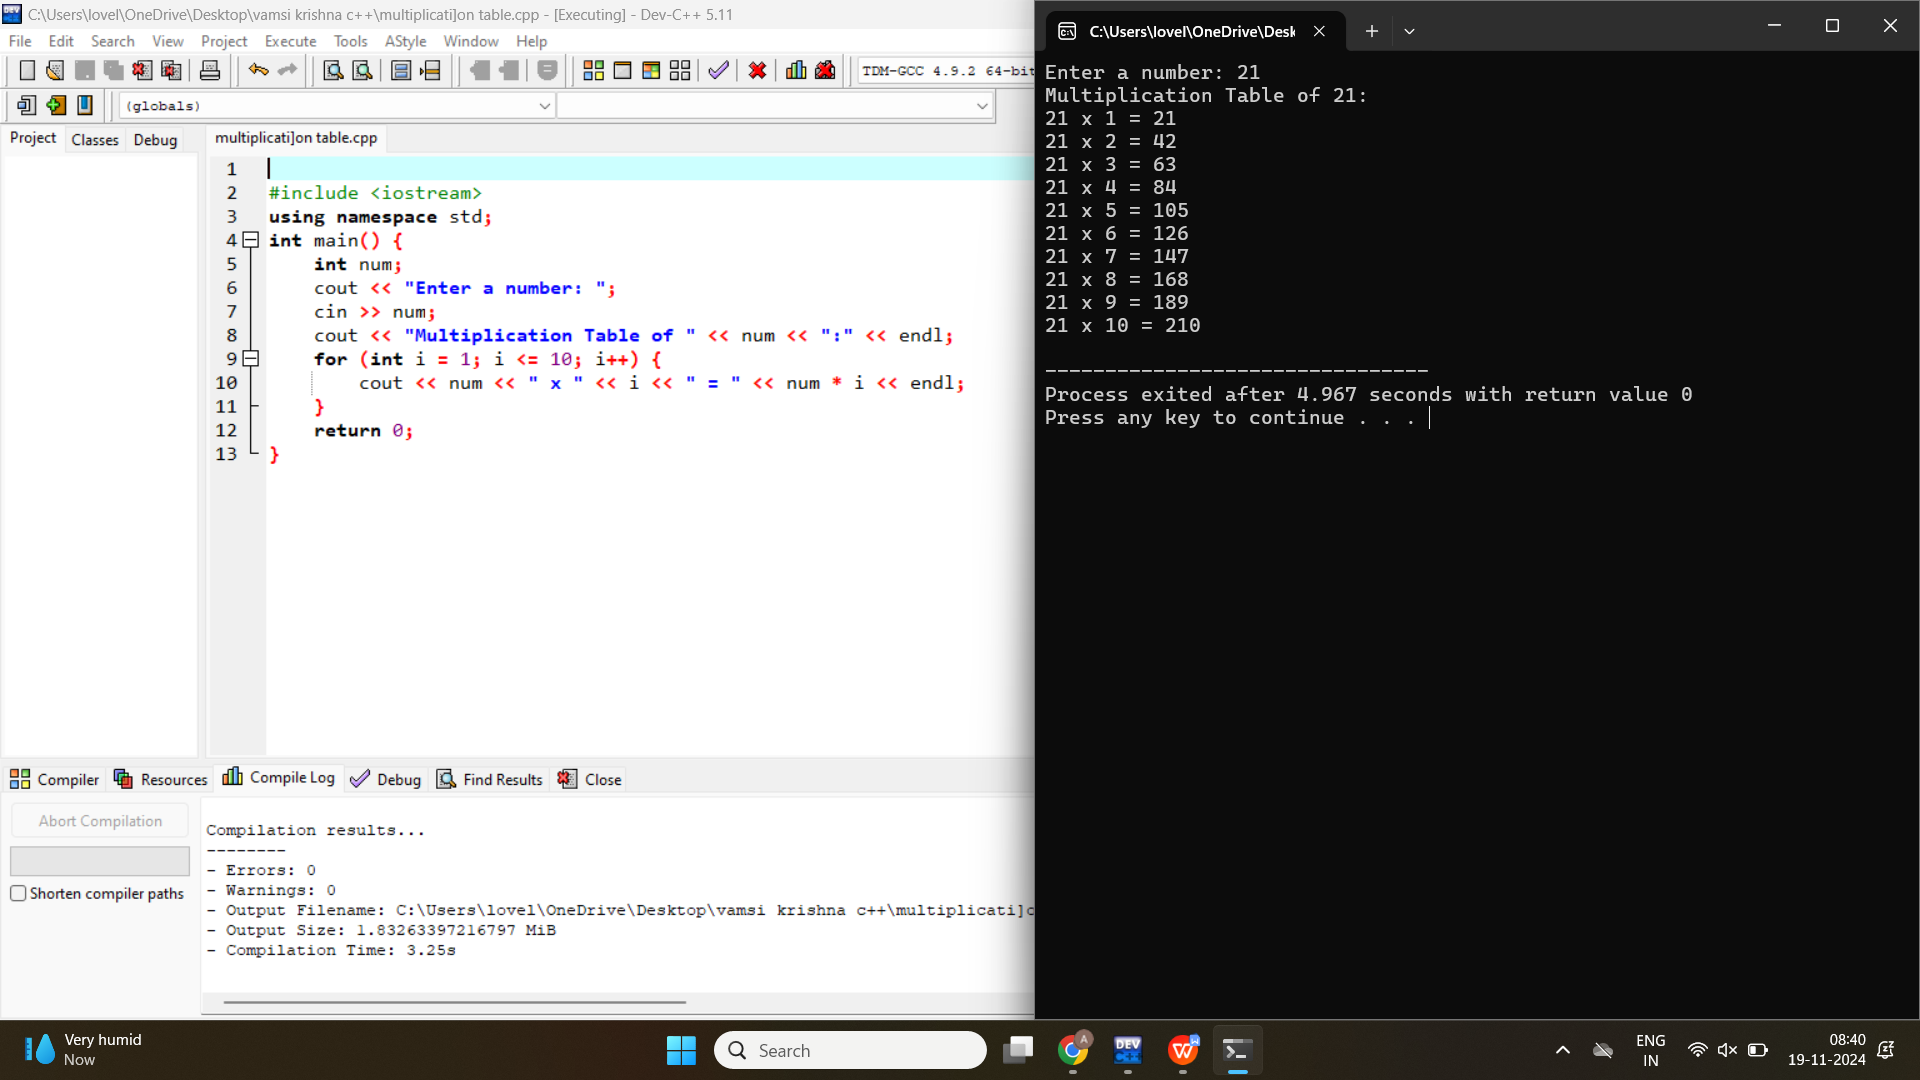 C:\Users\lovel\OneDrive\Desktop\vamsi krishna c++\multiplicati]on table.cpp - [Executing] - Dev-C++ 5.11
File Edit Search View Project Execute Tools AStyle Window Help
TDM-GCC 4.9.2 64-bit
(globals)
Project Classes Debug
multiplicati]on table.cpp
1
2 #include <iostream>
3 using namespace std;
4 int main() {
5 int num;
6 cout << "Enter a number: ";
7 cin >> num;
8 cout << "Multiplication Table of " << num << ":" << endl;
9 for (int i = 1; i <= 10; i++) {
10 cout << num << " x " << i << " = " << num * i << endl;
11 }
12 return 0;
13 }
Compiler Resources Compile Log Debug Find Results Close
Abort Compilation
Shorten compiler paths
Compilation results...
--------
- Errors: 0
- Warnings: 0
- Output Filename: C:\Users\lovel\OneDrive\Desktop\vamsi krishna c++\multiplicati]o
- Output Size: 1.83263397216797 MiB
- Compilation Time: 3.25s
C:\Users\lovel\OneDrive\Desk
Enter a number: 21
Multiplication Table of 21:
21 x 1 = 21
21 x 2 = 42
21 x 3 = 63
21 x 4 = 84
21 x 5 = 105
21 x 6 = 126
21 x 7 = 147
21 x 8 = 168
21 x 9 = 189
21 x 10 = 210
--------------------------------
Process exited after 4.967 seconds with return value 0
Press any key to continue . . .
Very humid
Now
Search
A
DEV
C++
W
ENG
IN
08:40
19-11-2024